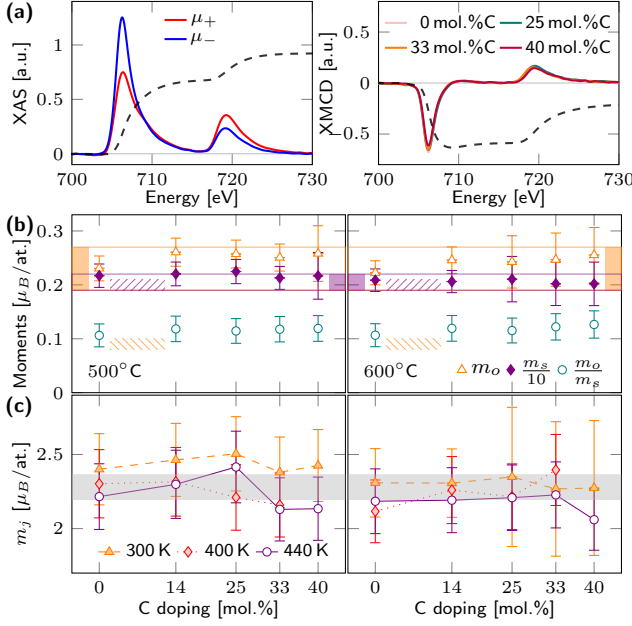 (a)
XAS [a.u.]
1
0.5
0
μ+
μ−
700 710 720 730
Energy [eV]
XMCD [a.u.]
0 mol.%C 25 mol.%C
33 mol.%C 40 mol.%C
0
−0.5
700 710 720 730
Energy [eV]
(b)
Moments [μB/at.]
0.3
0.2
0.1
0
500°C
600°C
mo ms/10 mo/ms
(c)
mj [μB/at.]
2.5
2
300 K 400 K 440 K
0 14 25 33 40
C doping [mol.%]
0 14 25 33 40
C doping [mol.%]